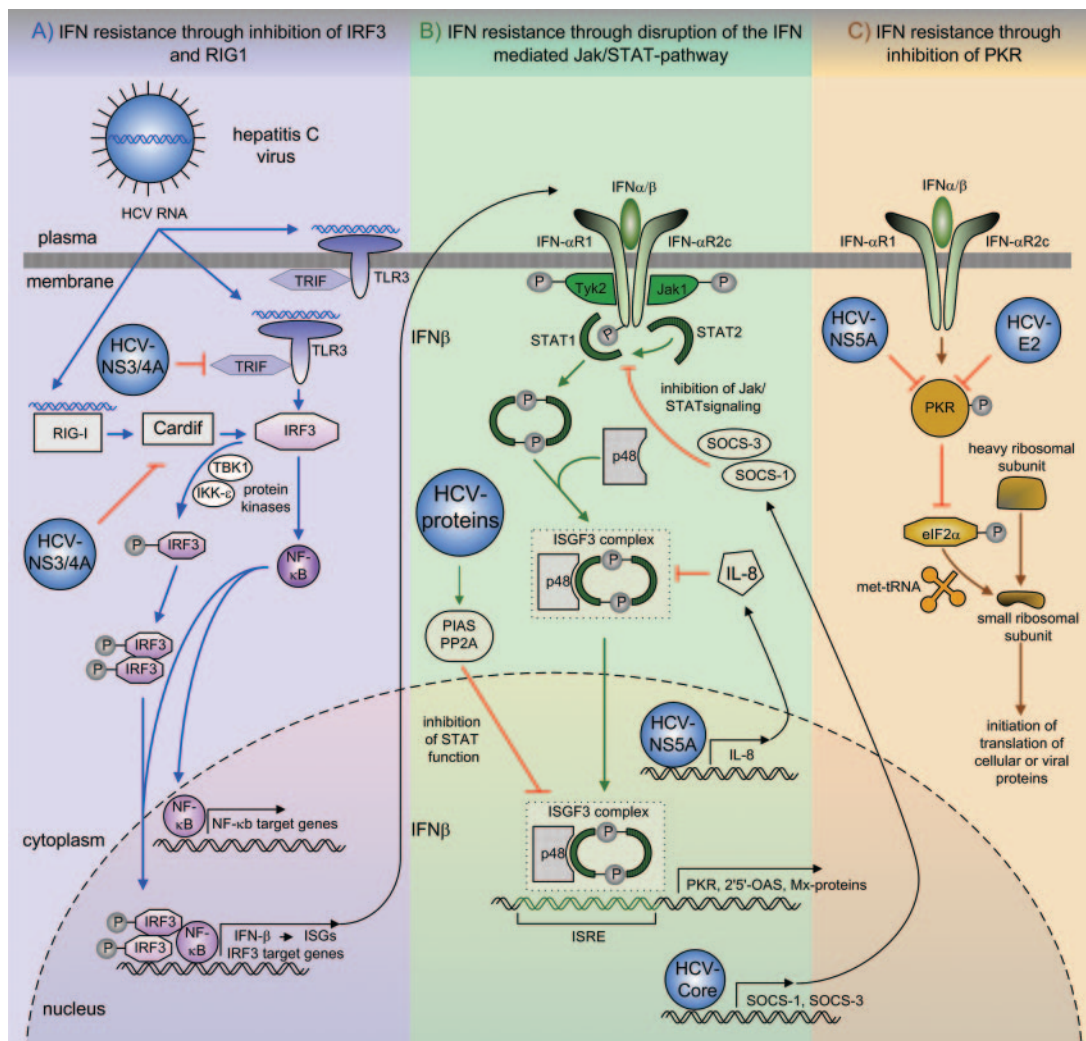 A) IFN resistance through inhibition of IRF3
and RIG1
hepatitis C
virus
HCV RNA
plasma
membrane
TRIF
TLR3
HCV-
NS3/4A
TRIF
TLR3
RIG-I
Cardif
IRF3
TBK1
IKK-ε
protein
kinases
HCV-
NS3/4A
P
IRF3
NF-
κB
P
IRF3
P
IRF3
cytoplasm
NF-
κB
NF-κb target genes
P
IRF3
P
IRF3
NF-
κB
IFN-β
ISGs
IRF3 target genes
nucleus
B) IFN resistance through disruption of the IFN
mediated Jak/STAT-pathway
IFNα/β
IFN-αR1
IFN-αR2c
P
Tyk2
Jak1
P
IFNβ
STAT1
P
STAT2
inhibition of Jak/
STATsignaling
P
P
p48
SOCS-3
SOCS-1
HCV-
proteins
ISGF3 complex
P
p48
P
IL-8
PIAS
PP2A
inhibition
of STAT
function
HCV-
NS5A
IL-8
IFNβ
ISGF3 complex
P
p48
P
PKR, 2'5'-OAS, Mx-proteins
ISRE
HCV-
Core
SOCS-1, SOCS-3
C) IFN resistance through
inhibition of PKR
IFNα/β
IFN-αR1
IFN-αR2c
HCV-
NS5A
HCV-
E2
PKR
P
heavy ribosomal
subunit
eIF2α
P
met-tRNA
small ribosomal
subunit
initiation of
translation of
cellular or viral
proteins